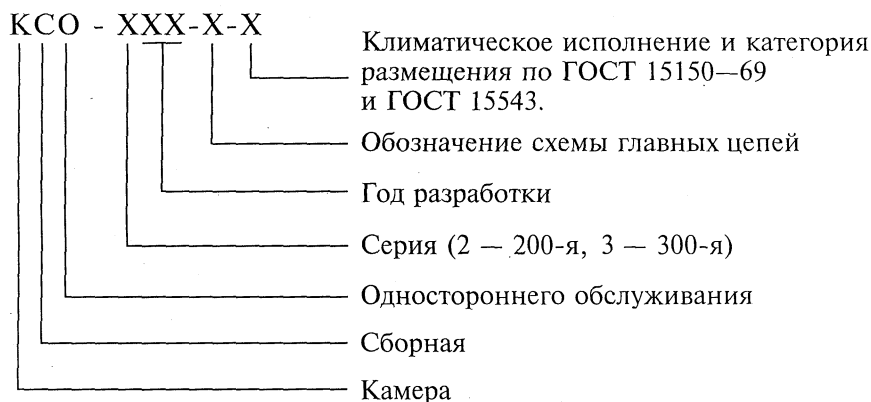 КСО - ХХХ-Х-Х
Климатическое исполнение и категория
размещения по ГОСТ 15150—69
и ГОСТ 15543.
Обозначение схемы главных цепей
Год разработки
Серия (2 — 200-я, 3 — 300-я)
Одностороннего обслуживания
Сборная
Камера